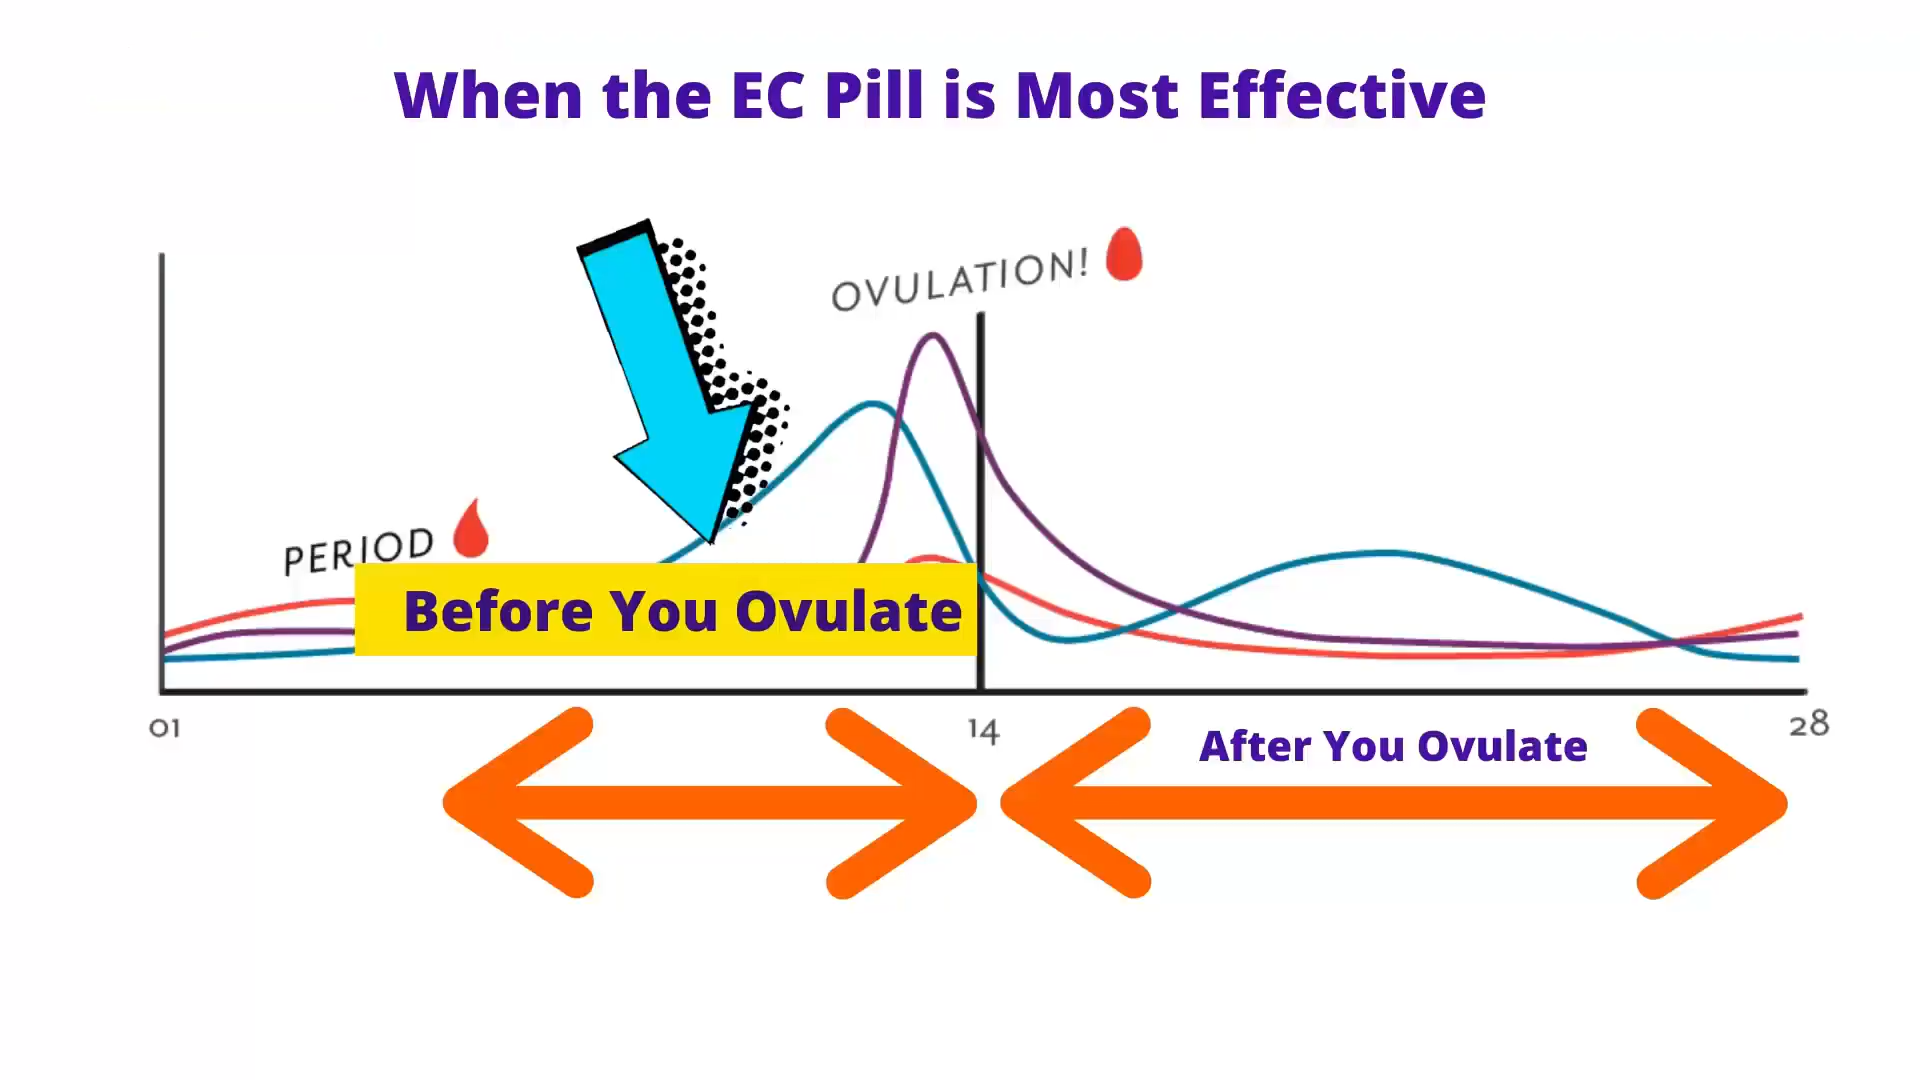 When the EC Pill is Most Effective
OVULATION!
PERIOD
Before You Ovulate
01
14
28
After You Ovulate